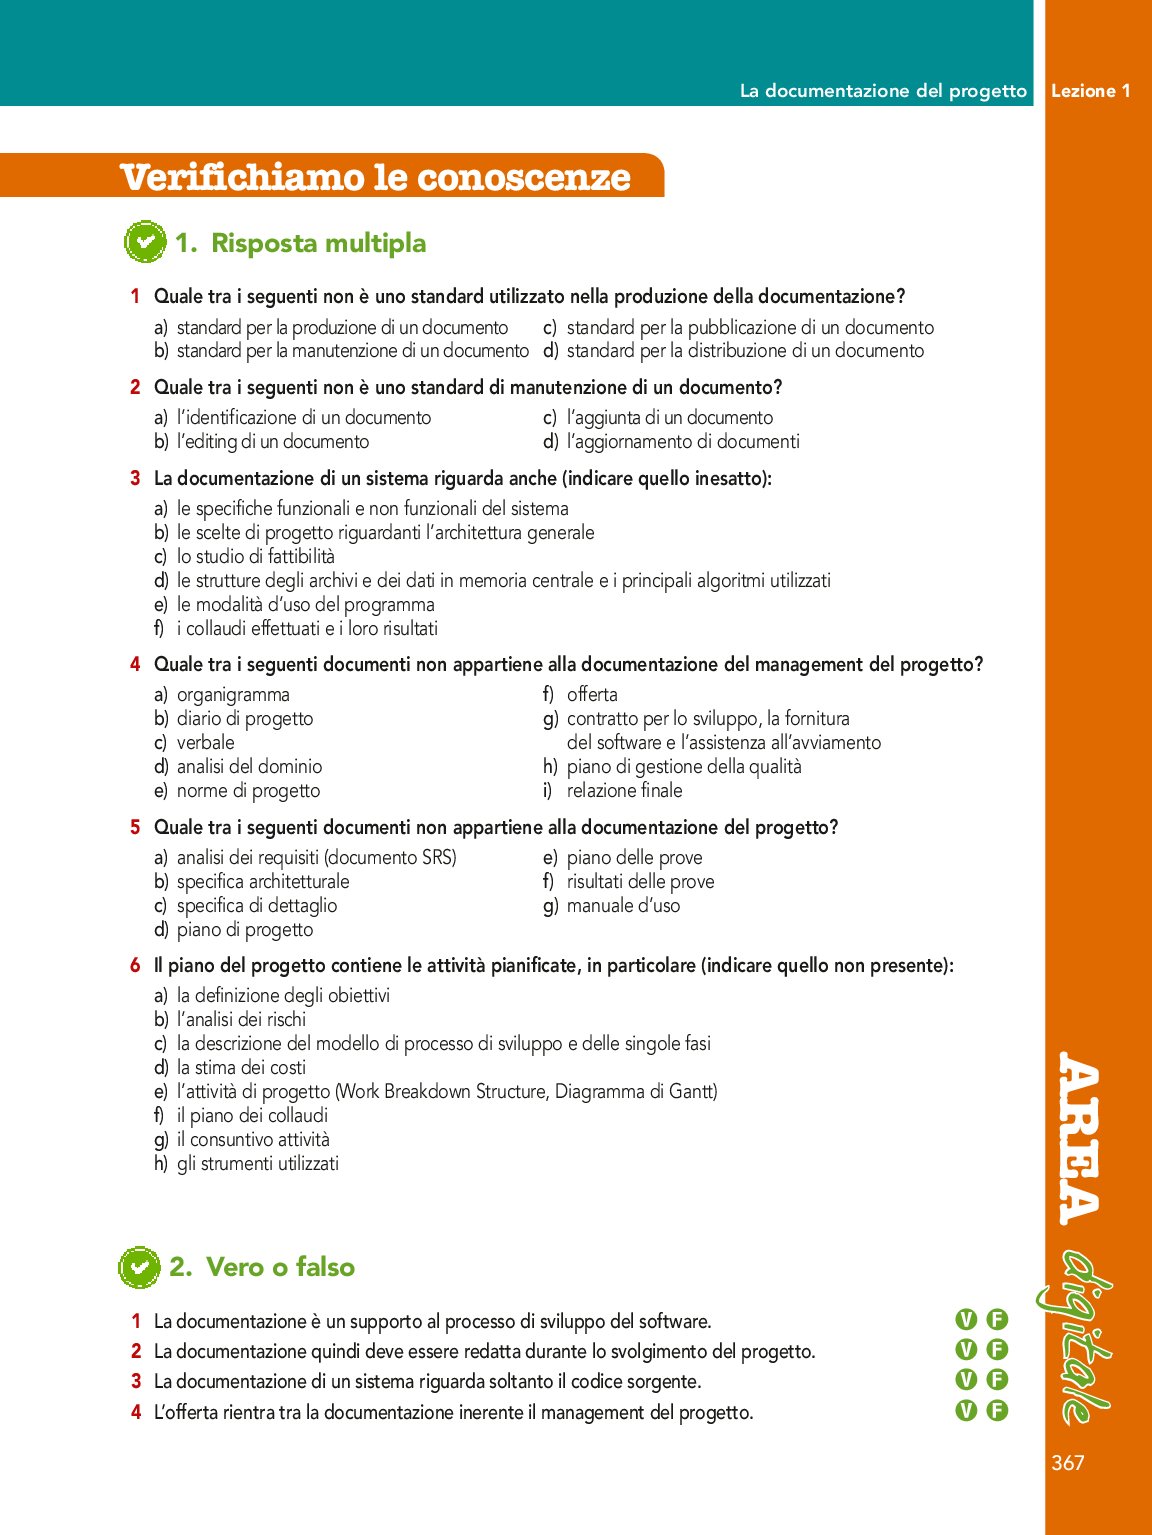 La documentazione del progetto
Lezione 1
Verifichiamo le conoscenze
1. Risposta multipla
1 Quale tra i seguenti non è uno standard utilizzato nella produzione della documentazione?
a) standard per la produzione di un documento
b) standard per la manutenzione di un documento
c) standard per la pubblicazione di un documento
d) standard per la distribuzione di un documento
2 Quale tra i seguenti non è uno standard di manutenzione di un documento?
a) l'identificazione di un documento
b) l'editing di un documento
c) l'aggiunta di un documento
d) l'aggiornamento di documenti
3 La documentazione di un sistema riguarda anche (indicare quello inesatto):
a) le specifiche funzionali e non funzionali del sistema
b) le scelte di progetto riguardanti l'architettura generale
c) lo studio di fattibilità
d) le strutture degli archivi e dei dati in memoria centrale e i principali algoritmi utilizzati
e) le modalità d'uso del programma
f) i collaudi effettuati e i loro risultati
4 Quale tra i seguenti documenti non appartiene alla documentazione del management del progetto?
a) organigramma
b) diario di progetto
c) verbale
d) analisi del dominio
e) norme di progetto
f) offerta
g) contratto per lo sviluppo, la fornitura
del software e l'assistenza all'avviamento
h) piano di gestione della qualità
i) relazione finale
5 Quale tra i seguenti documenti non appartiene alla documentazione del progetto?
a) analisi dei requisiti (documento SRS)
b) specifica architetturale
c) specifica di dettaglio
d) piano di progetto
e) piano delle prove
f) risultati delle prove
g) manuale d'uso
6 Il piano del progetto contiene le attività pianificate, in particolare (indicare quello non presente):
a) la definizione degli obiettivi
b) l'analisi dei rischi
c) la descrizione del modello di processo di sviluppo e delle singole fasi
d) la stima dei costi
e) l'attività di progetto (Work Breakdown Structure, Diagramma di Gantt)
f) il piano dei collaudi
g) il consuntivo attività
h) gli strumenti utilizzati
2. Vero o falso
1 La documentazione è un supporto al processo di sviluppo del software. V F
2 La documentazione quindi deve essere redatta durante lo svolgimento del progetto. V F
3 La documentazione di un sistema riguarda soltanto il codice sorgente. V F
4 L'offerta rientra tra la documentazione inerente il management del progetto. V F
AREA digitale
367